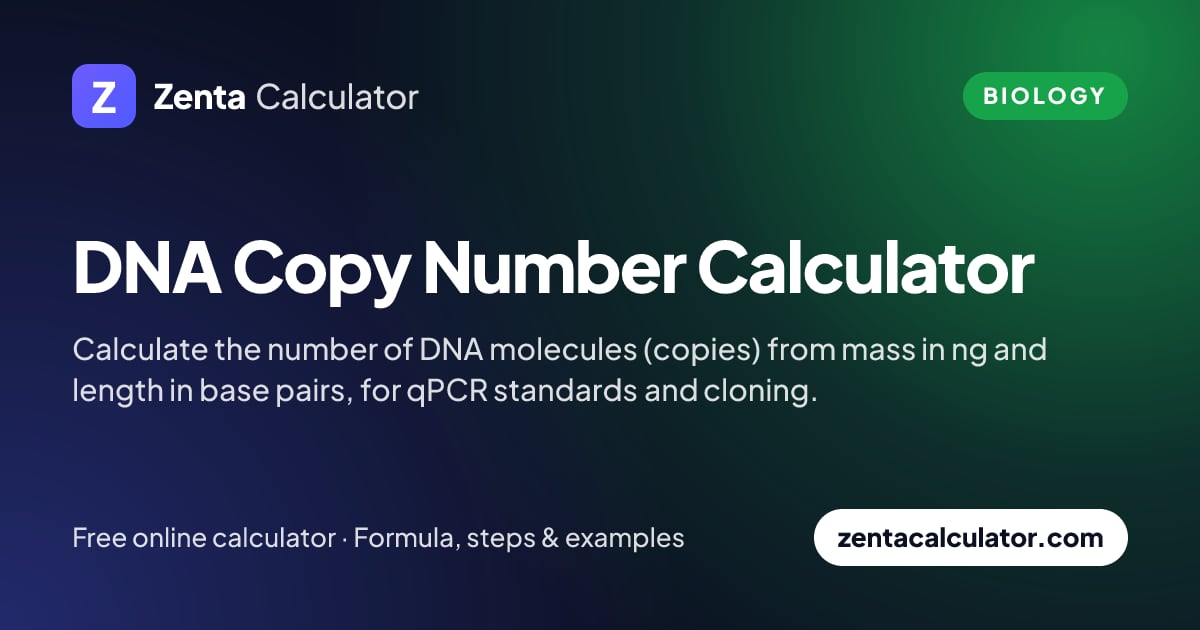 Z
Zenta Calculator
BIOLOGY
DNA Copy Number Calculator
Calculate the number of DNA molecules (copies) from mass in ng and
length in base pairs, for qPCR standards and cloning.
Free online calculator · Formula, steps & examples
zentacalculator.com